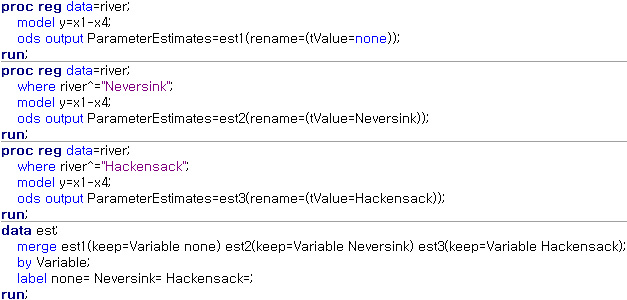 proc reg data=river;
model y=x1-x4;
ods output ParameterEstimates=est1(rename=(tValue=none));
run;
proc reg data=river;
where river^="Neversink";
model y=x1-x4;
ods output ParameterEstimates=est2(rename=(tValue=Neversink));
run;
proc reg data=river;
where river^="Hackensack";
model y=x1-x4;
ods output ParameterEstimates=est3(rename=(tValue=Hackensack));
run;
data est;
merge est1(keep=Variable none) est2(keep=Variable Neversink) est3(keep=Variable Hackensack);
by Variable;
label none= Neversink= Hackensack=;
run;